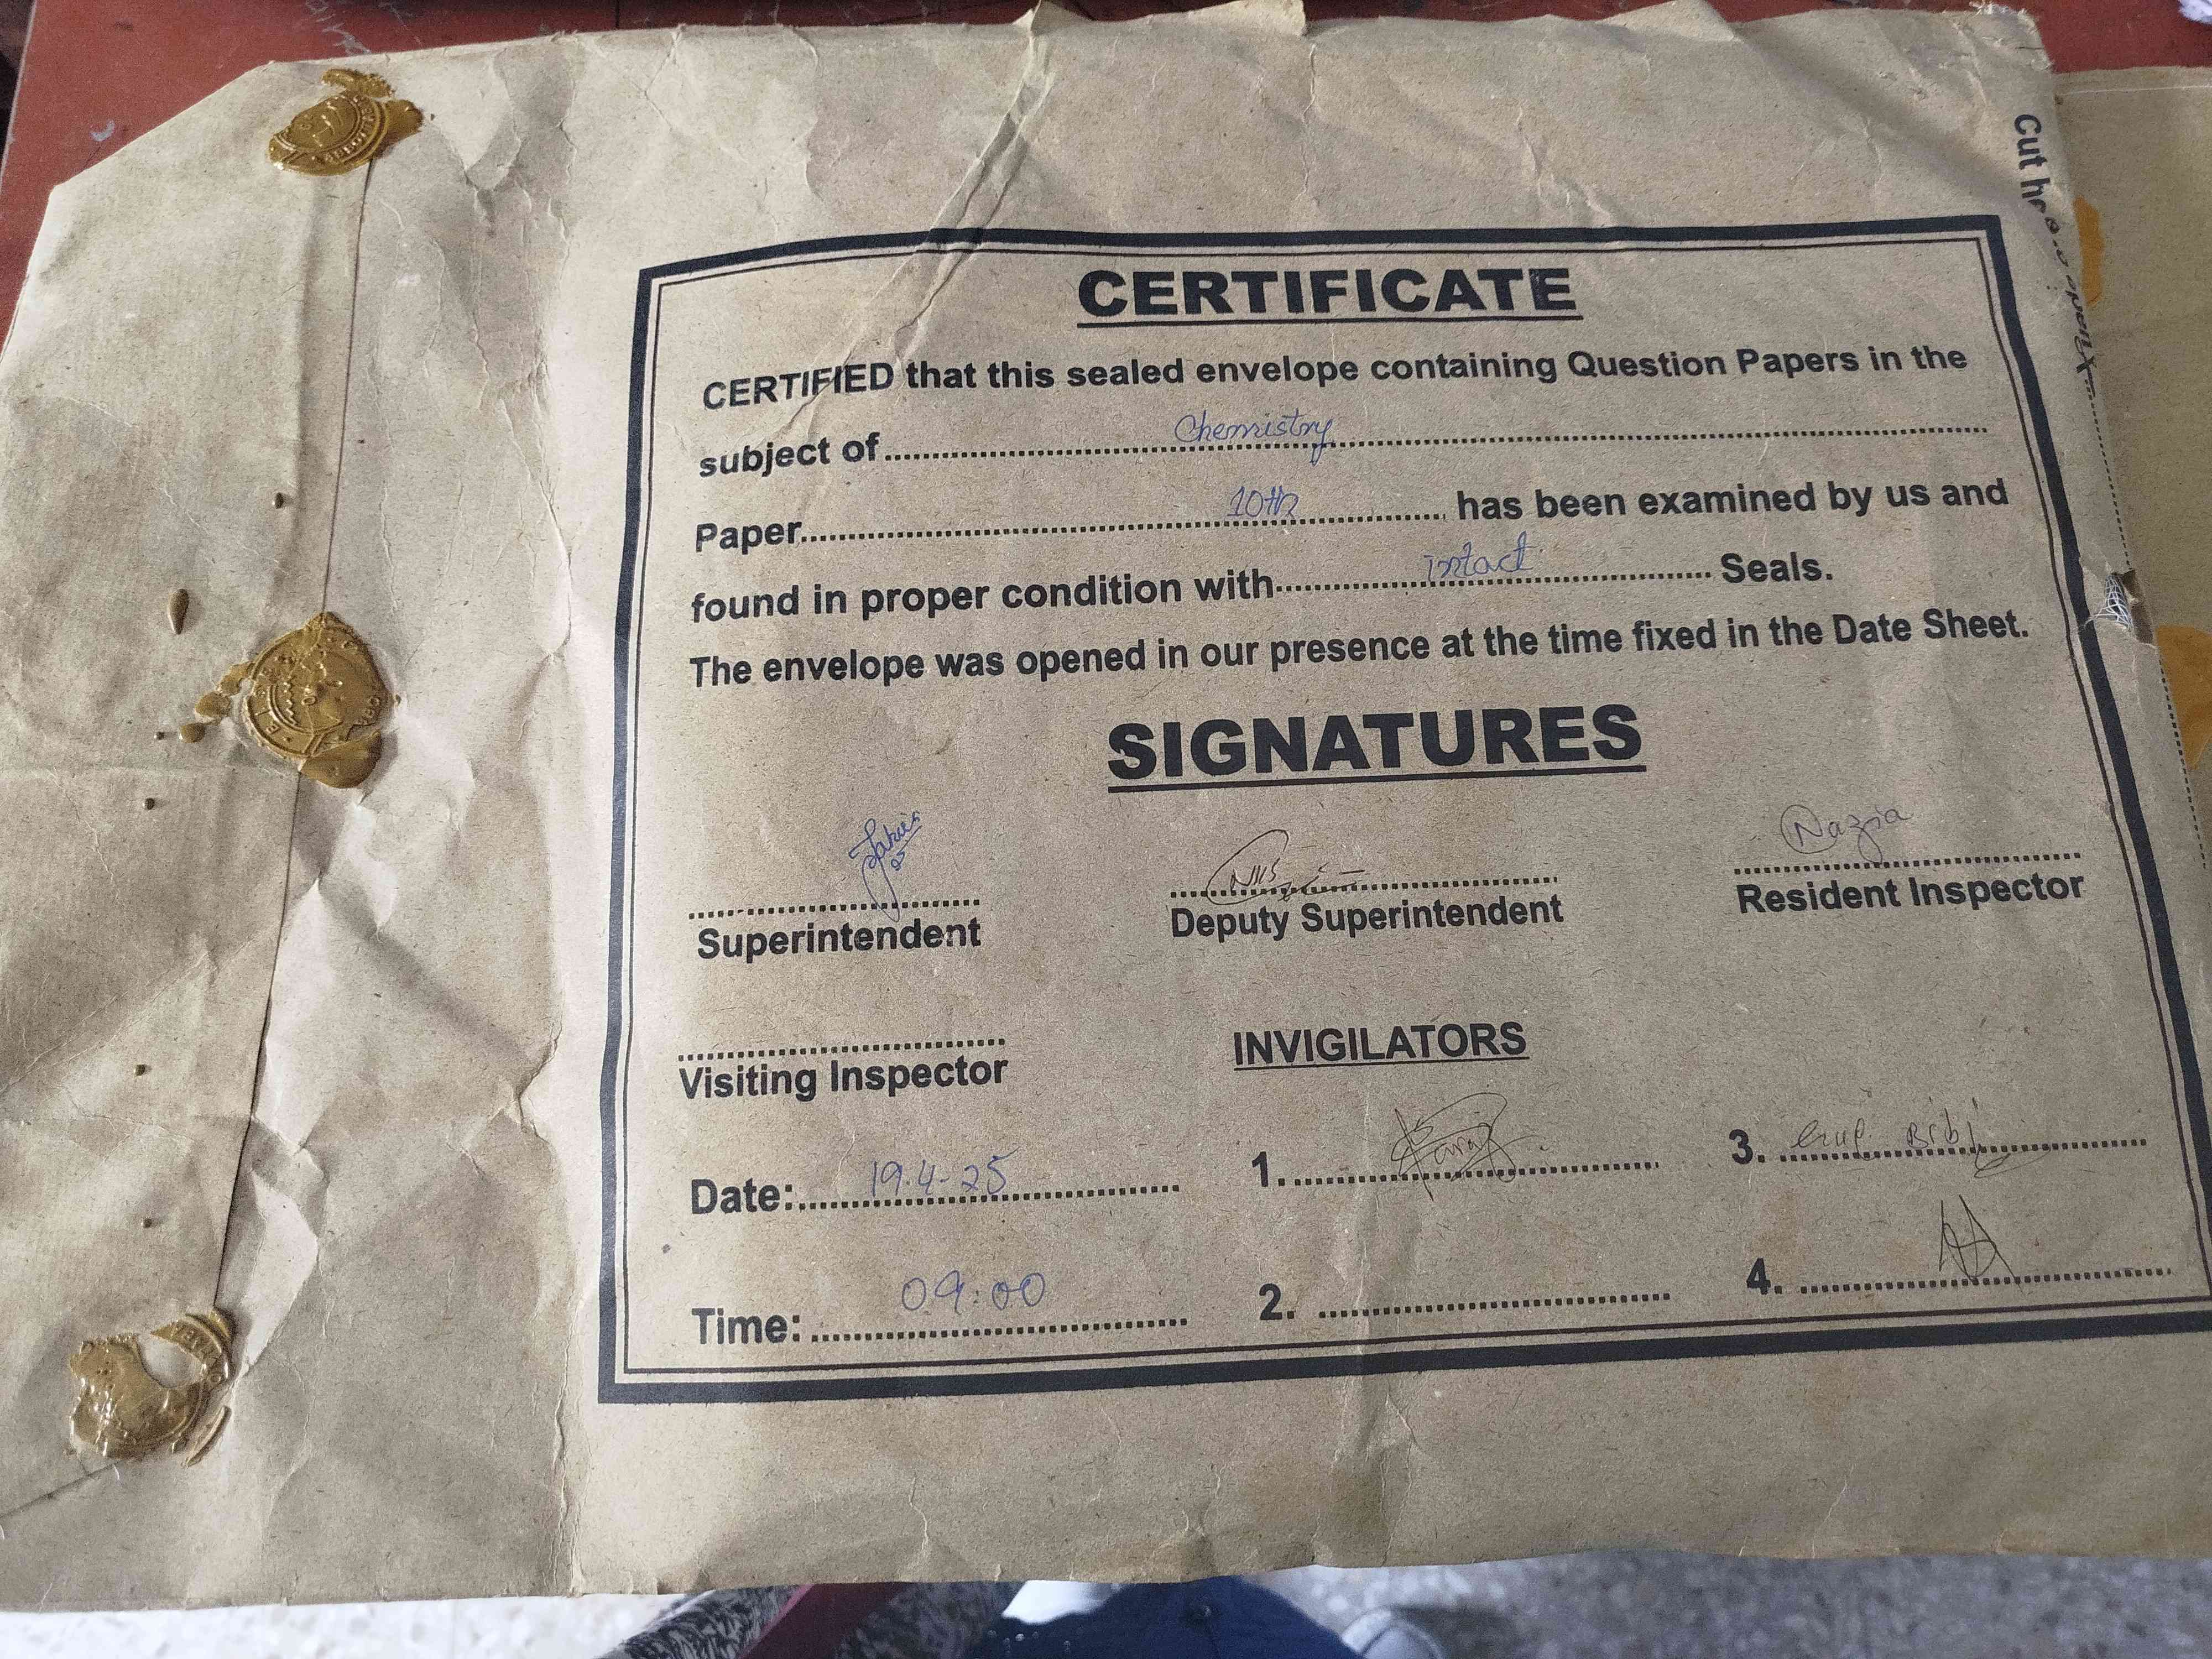 Cut here
CERTIFICATE
CERTIFIED that this sealed envelope containing Question Papers in the
subject of Chemistry
Paper 10th has been examined by us and
found in proper condition with intact Seals.
The envelope was opened in our presence at the time fixed in the Date Sheet.
SIGNATURES
Nazia
Superintendent Deputy Superintendent Resident Inspector
Visiting Inspector
INVIGILATORS
Date: 19.4-25 1. 3. Bibi
Time: 09:00 2. 4.